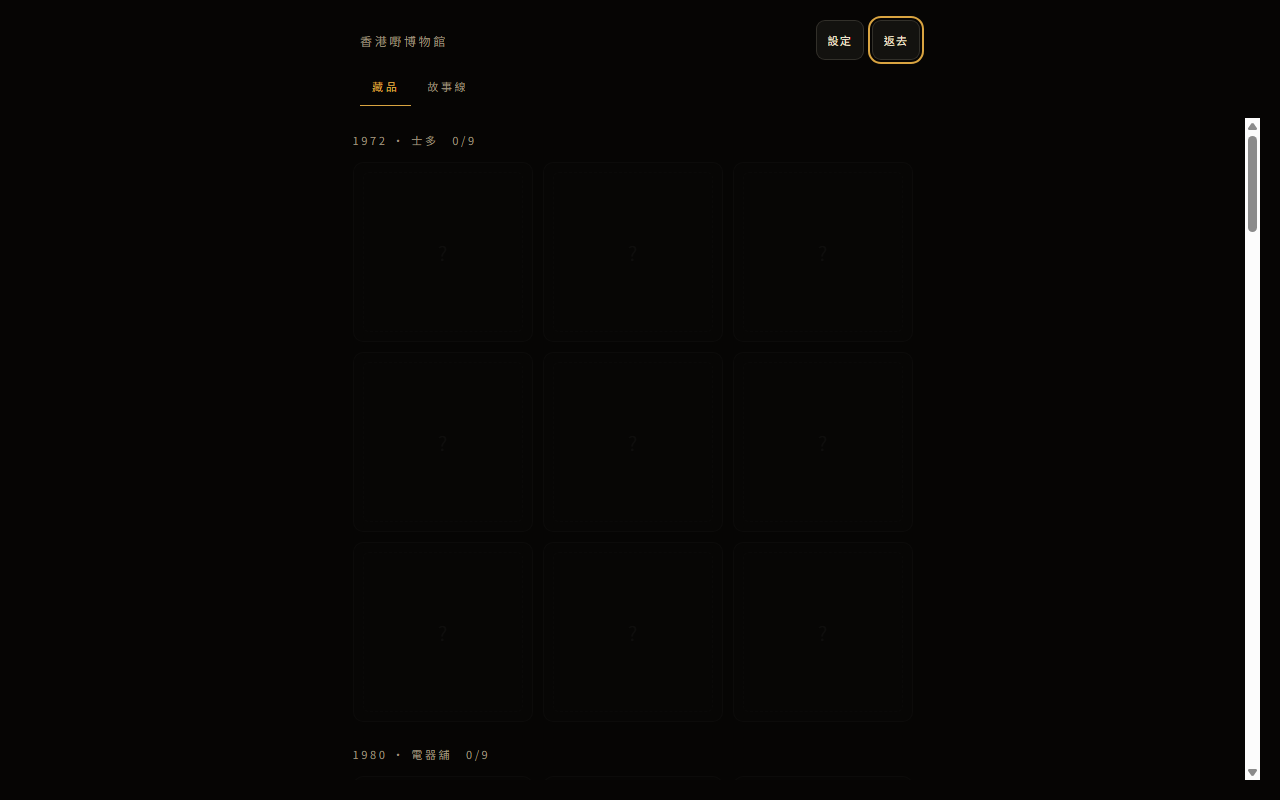 香港嘢博物館
設定 返去
藏品 故事線
1972 · 士多 0/9
? ? ?
? ? ?
? ? ?
1980 · 電器舖 0/9